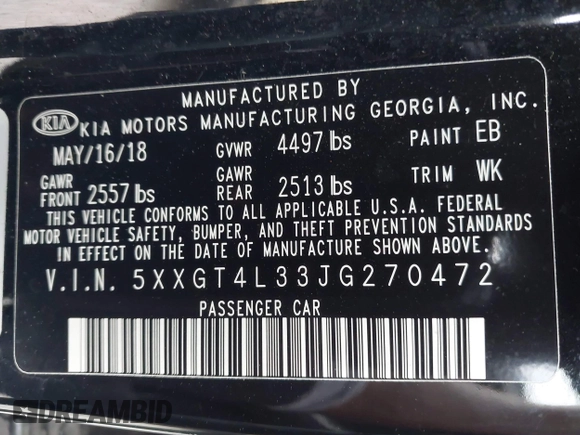 MANUFACTURED BY
KIA KIA MOTORS MANUFACTURING GEORGIA, INC.
MAY/16/18 GVWR 4497 lbs PAINT EB
GAWR FRONT 2557 lbs GAWR REAR 2513 lbs TRIM WK
THIS VEHICLE CONFORMS TO ALL APPLICABLE U.S.A. FEDERAL
MOTOR VEHICLE SAFETY, BUMPER, AND THEFT PREVENTION STANDARDS
IN EFFECT ON THE DATE OF MANUFACTURE SHOWN ABOVE.
V.I.N. 5XXGT4L33JG270472
PASSENGER CAR
DREAMBID